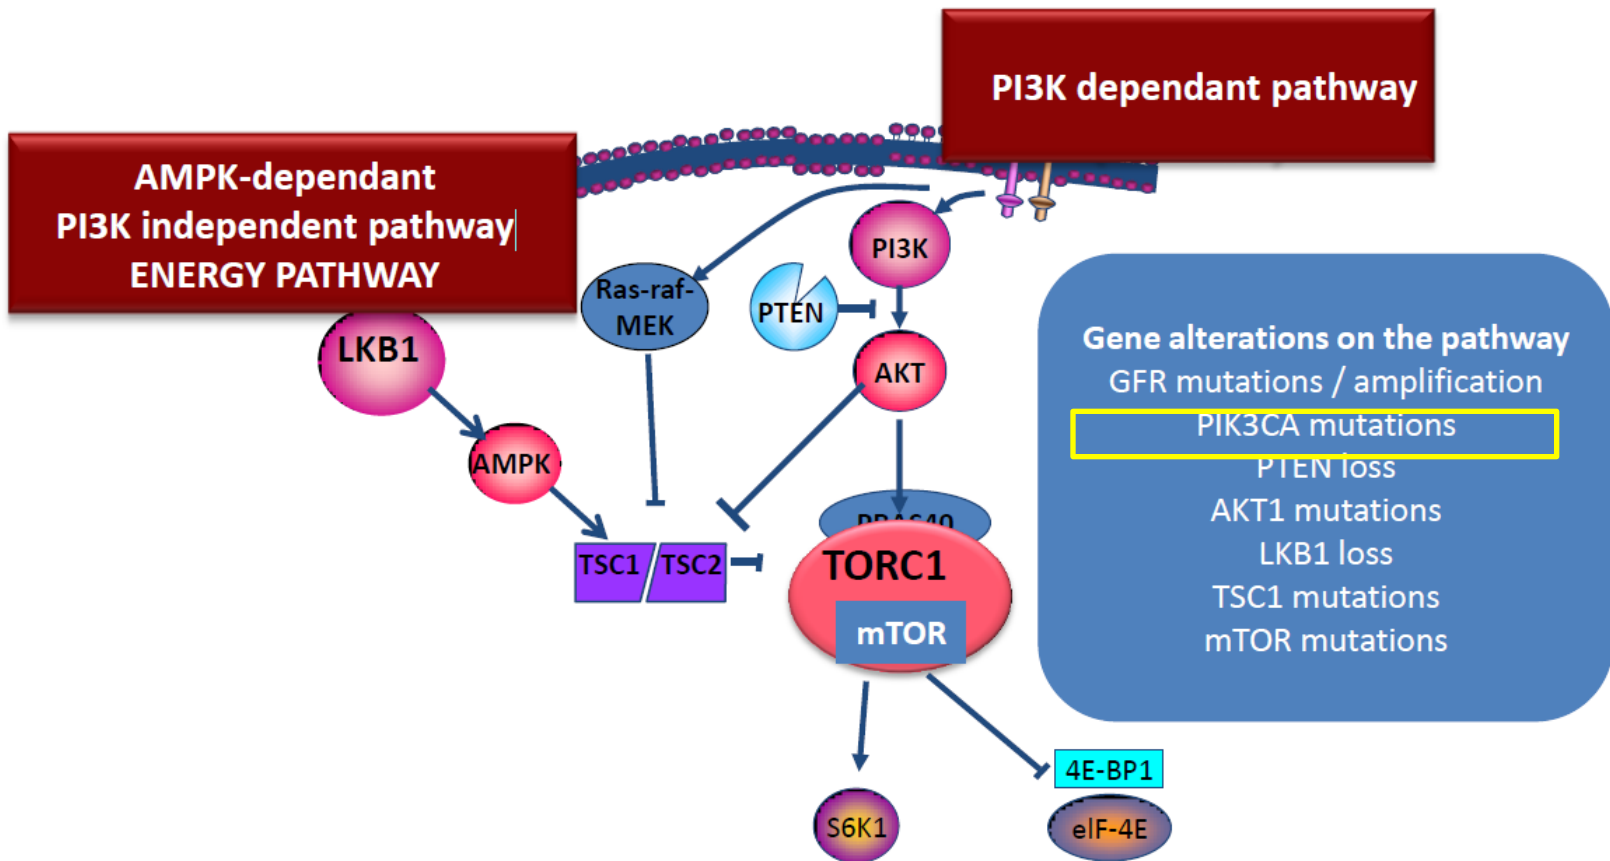 PI3K dependant pathway
AMPK-dependant
PI3K independent pathway
ENERGY PATHWAY
PI3K
Ras-raf-
MEK
PTEN
LKB1
AKT
AMPK
PRAS40
TSC1
TSC2
TORC1
mTOR
S6K1
4E-BP1
eIF-4E
Gene alterations on the pathway
GFR mutations / amplification
PIK3CA mutations
PTEN loss
AKT1 mutations
LKB1 loss
TSC1 mutations
mTOR mutations